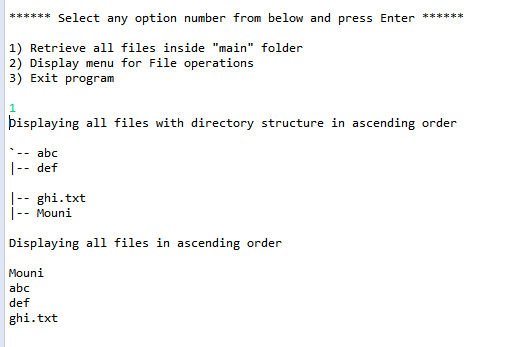 ****** Select any option number from below and press Enter ******
1) Retrieve all files inside "main" folder
2) Display menu for File operations
3) Exit program
1
Displaying all files with directory structure in ascending order
`-- abc
|-- def
|-- ghi.txt
|-- Mouni
Displaying all files in ascending order
Mouni
abc
def
ghi.txt